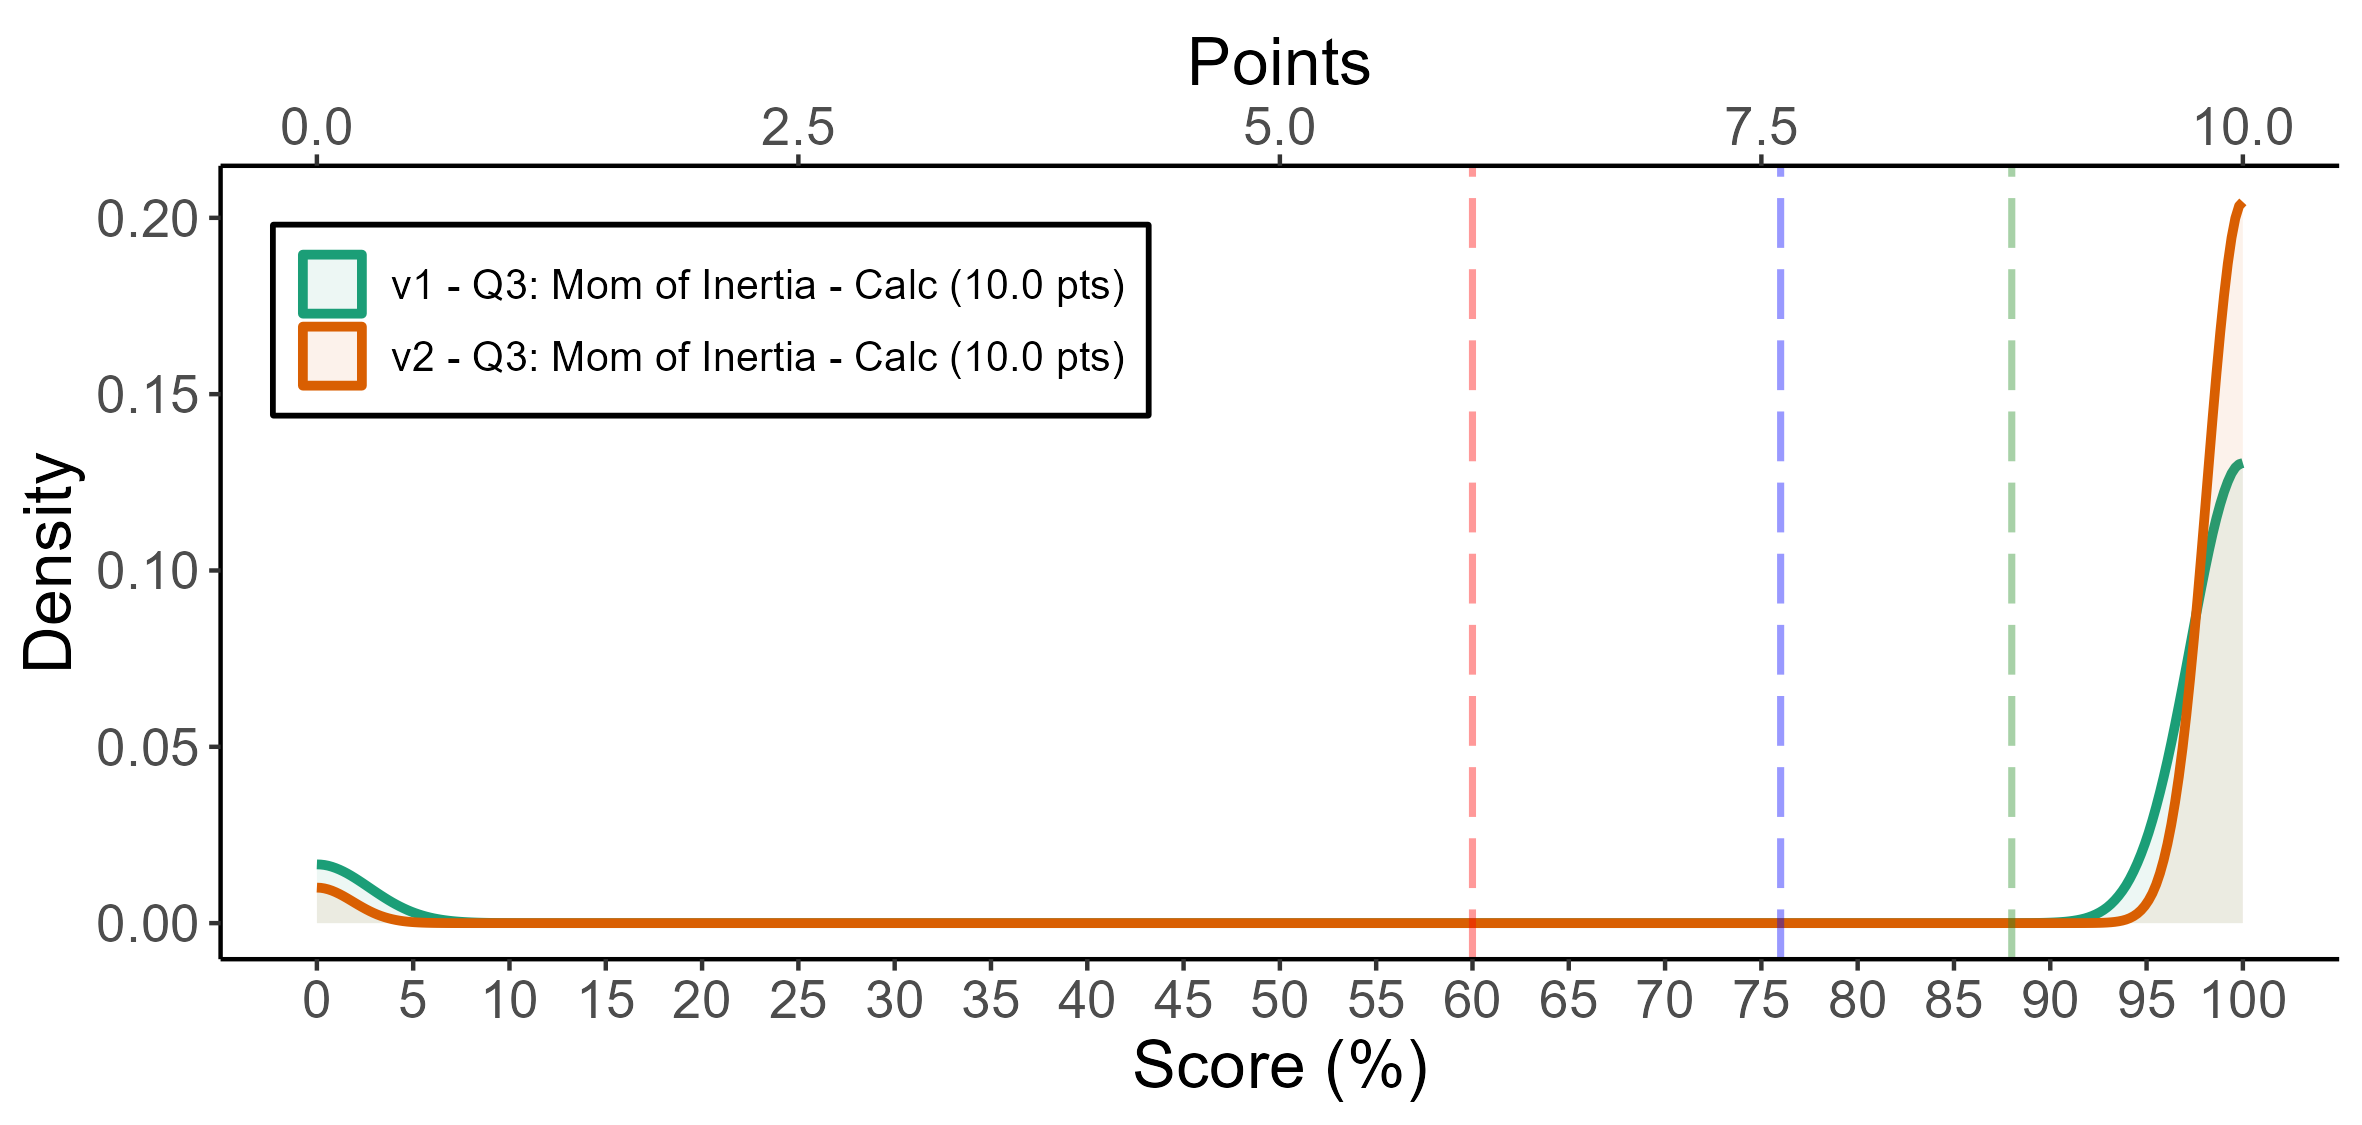 Points
0.0 2.5 5.0 7.5 10.0
0.20
v1 - Q3: Mom of Inertia - Calc (10.0 pts)
v2 - Q3: Mom of Inertia - Calc (10.0 pts)
0.15
0.10
0.05
0.00
Density
0 5 10 15 20 25 30 35 40 45 50 55 60 65 70 75 80 85 90 95 100
Score (%)